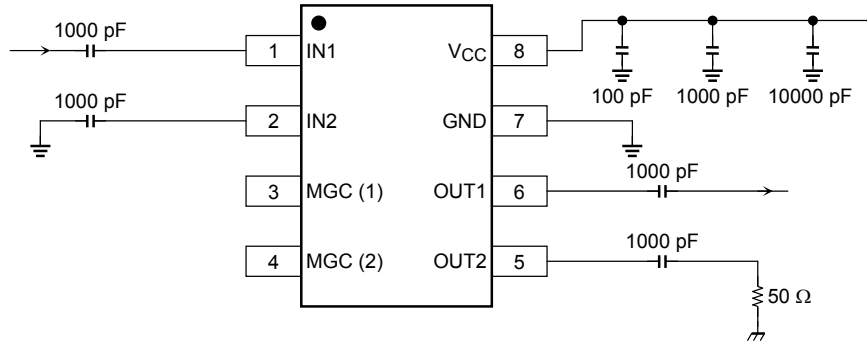 1000 pF
1 IN1
VCC 8
100 pF 1000 pF 10000 pF
1000 pF
2 IN2
GND 7
1000 pF
3 MGC (1)
OUT1 6
1000 pF
4 MGC (2)
OUT2 5
50 Ω